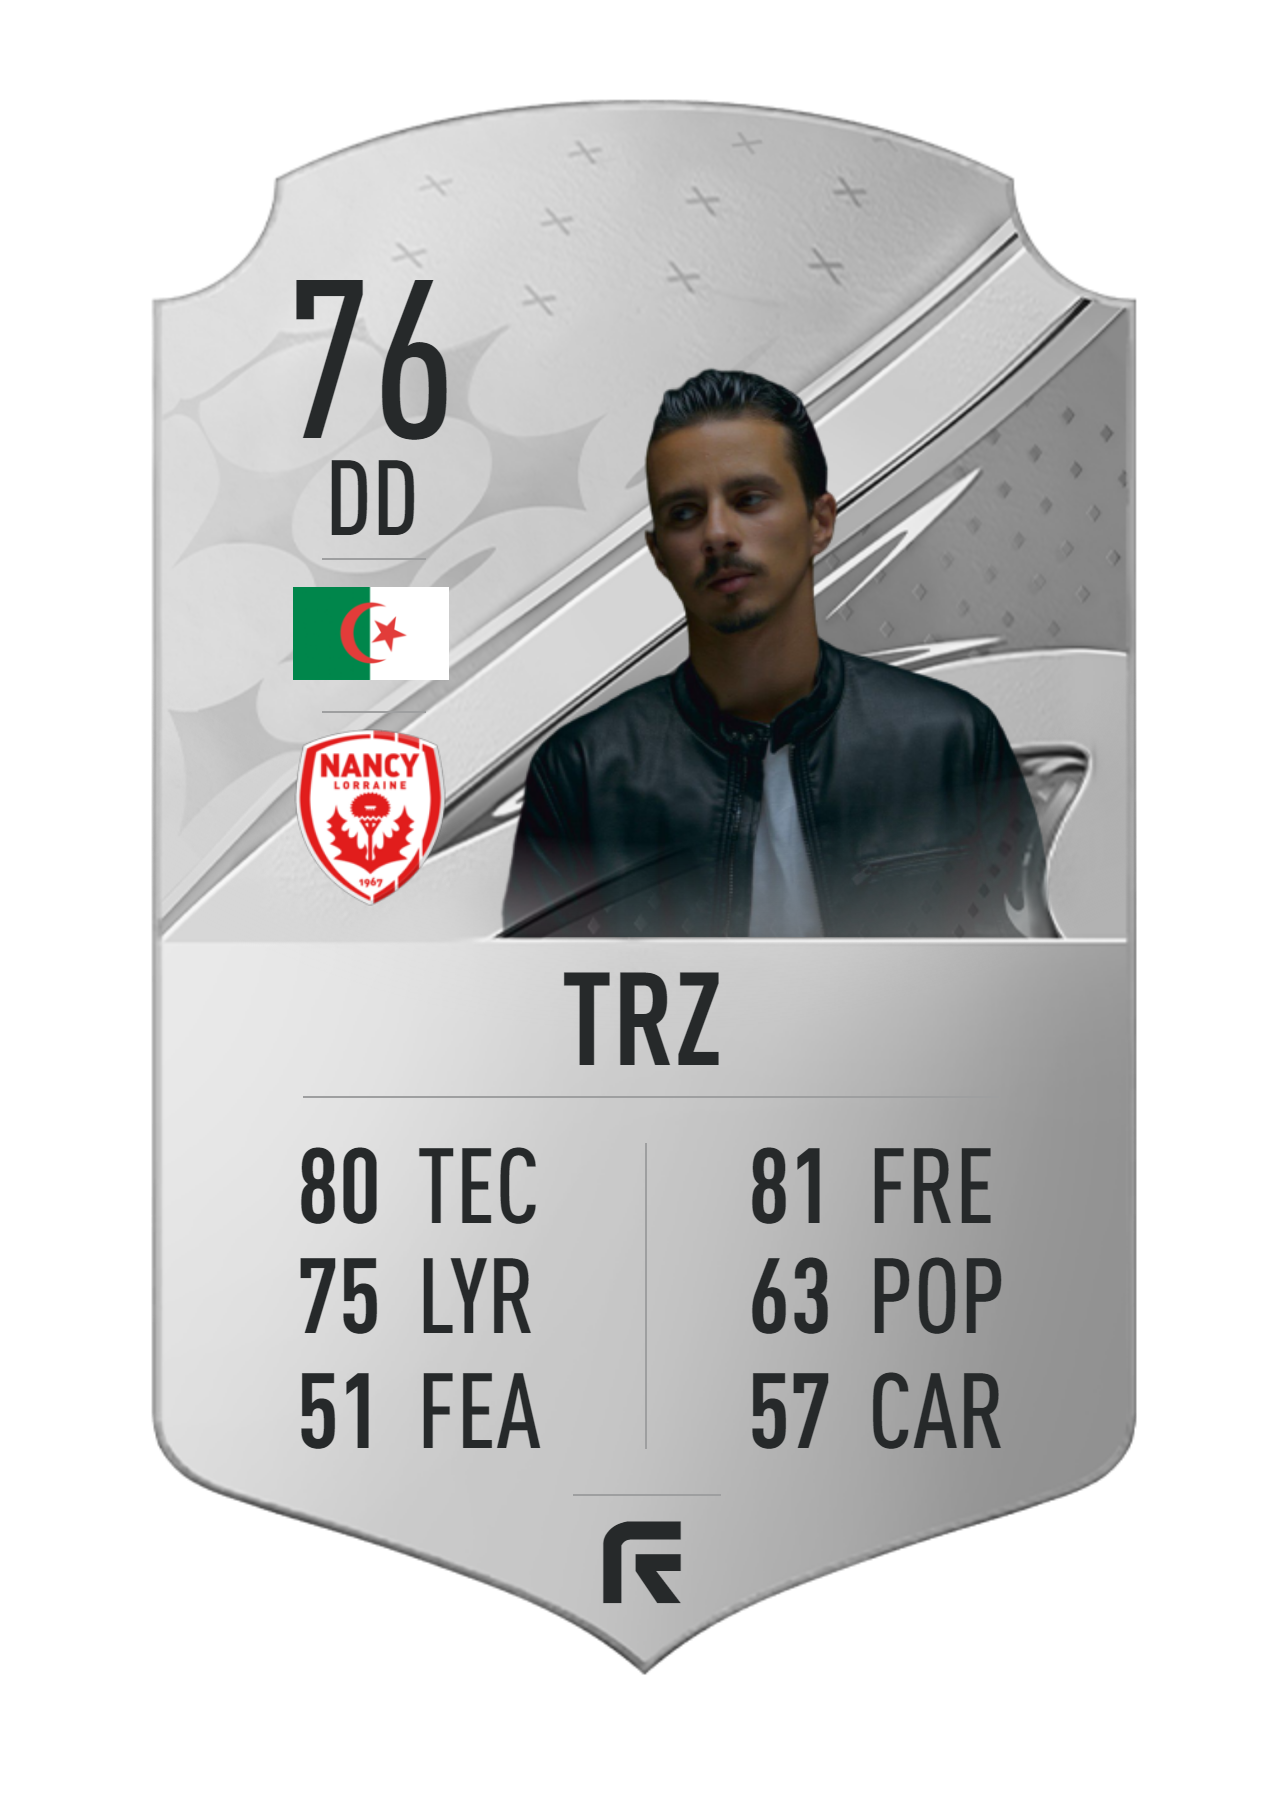 76
DD
NANCY
LORRAINE
1967
TRZ
80 TEC 81 FRE
75 LYR 63 POP
51 FEA 57 CAR